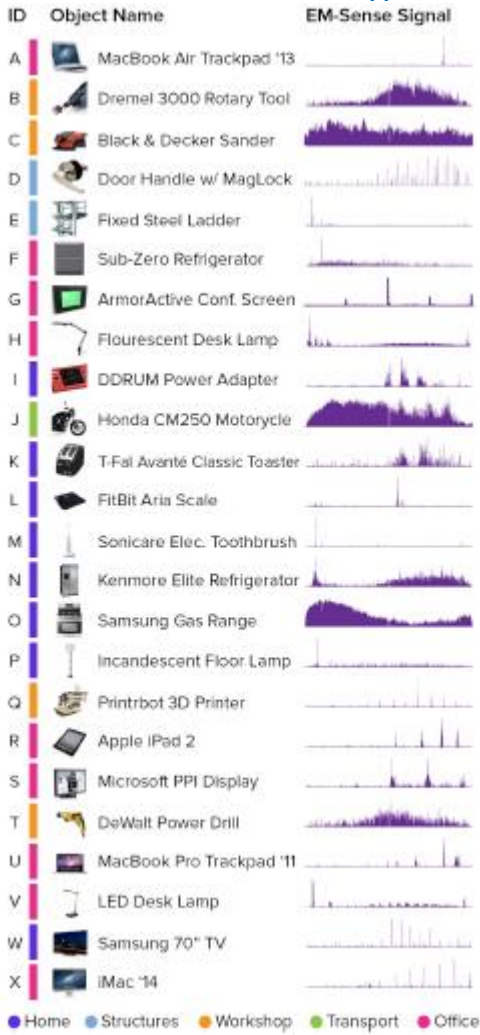 ID Object Name EM-Sense Signal
A MacBook Air Trackpad '13
B Dremel 3000 Rotary Tool
C Black & Decker Sander
D Door Handle w/ MagLock
E Fixed Steel Ladder
F Sub-Zero Refrigerator
G ArmorActive Conf. Screen
H Flourescent Desk Lamp
I DDRUM Power Adapter
J Honda CM250 Motorycle
K T-Fal Avanté Classic Toaster
L FitBit Aria Scale
M Sonicare Elec. Toothbrush
N Kenmore Elite Refrigerator
O Samsung Gas Range
P Incandescent Floor Lamp
Q Printrbot 3D Printer
R Apple iPad 2
S Microsoft PPI Display
T DeWalt Power Drill
U MacBook Pro Trackpad '11
V LED Desk Lamp
W Samsung 70" TV
X iMac '14
Home Structures Workshop Transport Office